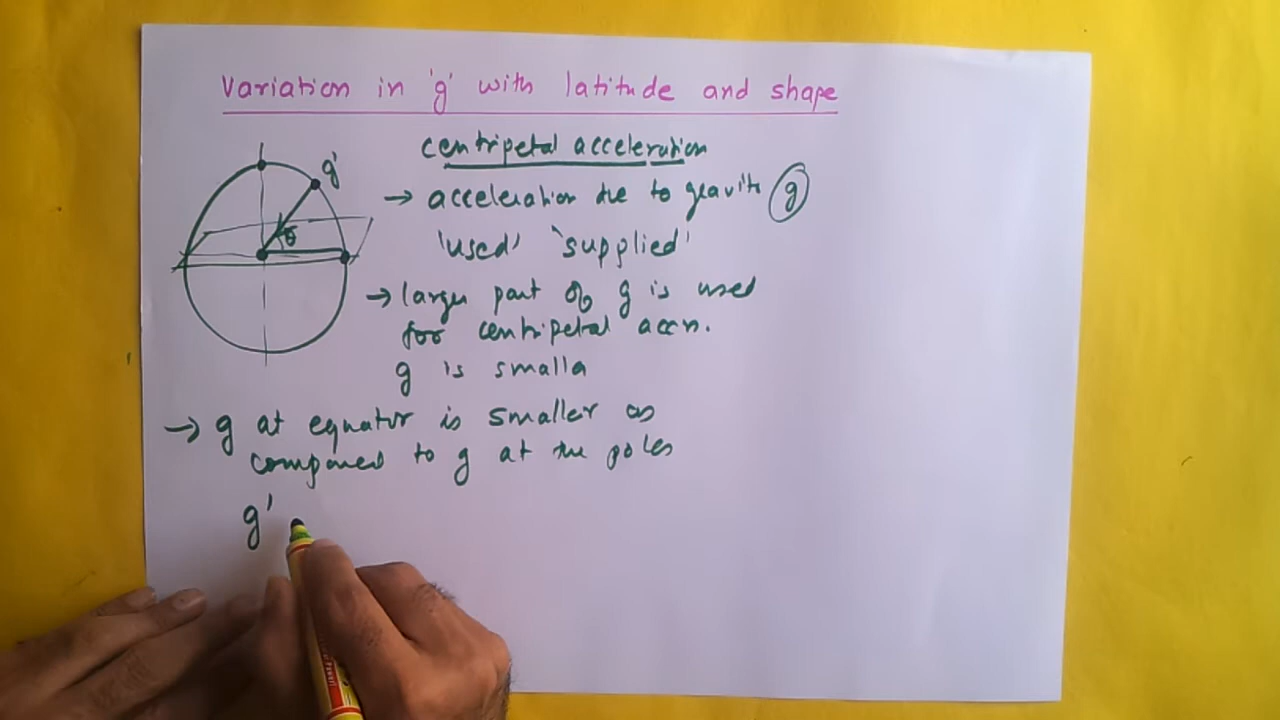 Variation in 'g' with latitude and shape
centripetal acceleration
g'
→ acceleration due to gravity g
θ
'used' 'supplied'
→ larger part of g is used
for centripetal accn.
g is smaller
→ g at equator is smaller as
compared to g at the poles
g'